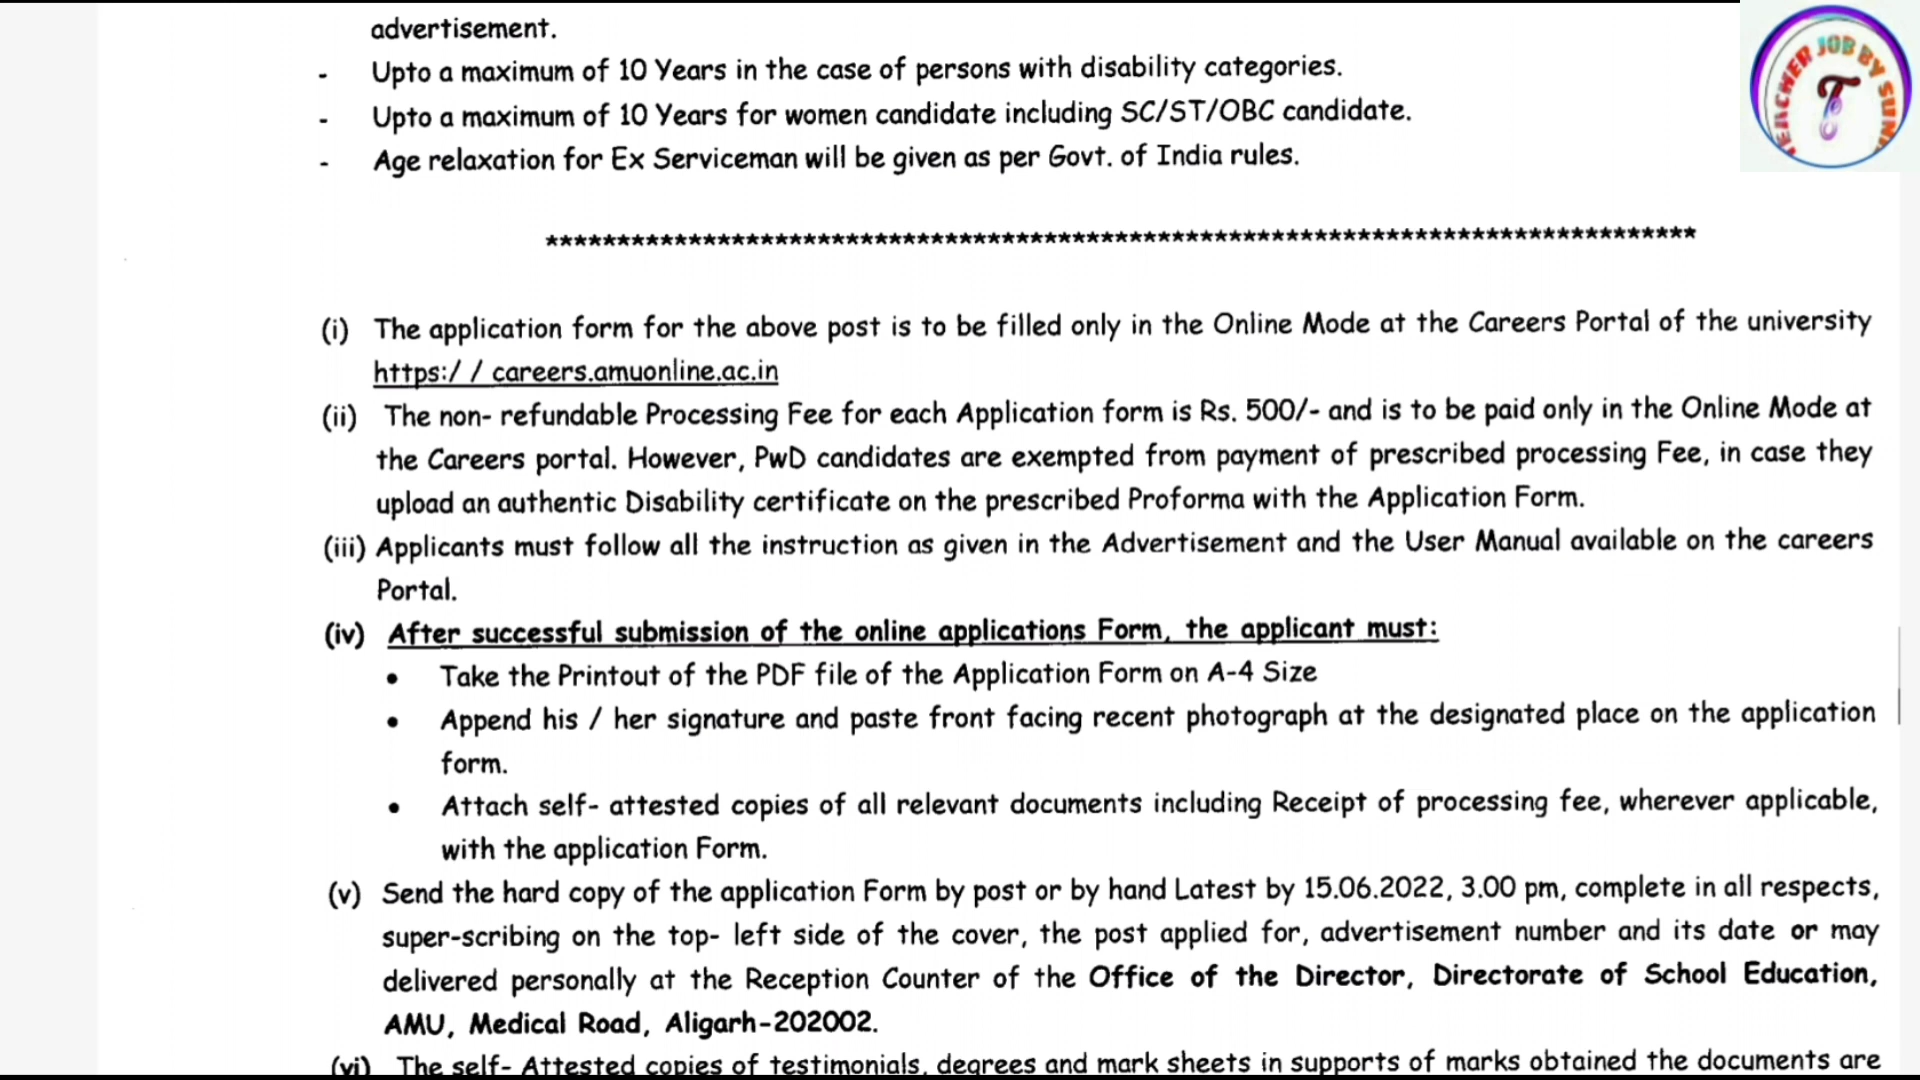 advertisement.
- Upto a maximum of 10 Years in the case of persons with disability categories.
- Upto a maximum of 10 Years for women candidate including SC/ST/OBC candidate.
- Age relaxation for Ex Serviceman will be given as per Govt. of India rules.
********************************************************************************
(i) The application form for the above post is to be filled only in the Online Mode at the Careers Portal of the university
https:/ / careers.amuonline.ac.in
(ii) The non- refundable Processing Fee for each Application form is Rs. 500/- and is to be paid only in the Online Mode at
the Careers portal. However, PwD candidates are exempted from payment of prescribed processing Fee, in case they
upload an authentic Disability certificate on the prescribed Proforma with the Application Form.
(iii) Applicants must follow all the instruction as given in the Advertisement and the User Manual available on the careers
Portal.
(iv) After successful submission of the online applications Form, the applicant must:
• Take the Printout of the PDF file of the Application Form on A-4 Size
• Append his / her signature and paste front facing recent photograph at the designated place on the application
form.
• Attach self- attested copies of all relevant documents including Receipt of processing fee, wherever applicable,
with the application Form.
(v) Send the hard copy of the application Form by post or by hand Latest by 15.06.2022, 3.00 pm, complete in all respects,
super-scribing on the top- left side of the cover, the post applied for, advertisement number and its date or may
delivered personally at the Reception Counter of the Office of the Director, Directorate of School Education,
AMU, Medical Road, Aligarh-202002.
(vi) The self- Attested copies of testimonials, degrees and mark sheets in supports of marks obtained the documents are
TEACHER JOB BY SUN
T